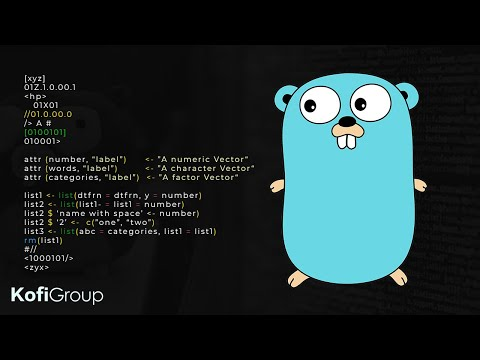 [xyz]
01Z.1.0.00.1
<hp>
01X01
//01.0.00.0
/> A #
[0100101]
010001>
attr (number, "label") <- "A numeric Vector"
attr (words, "label") <- "A character Vector"
attr (categories, "label") <- "A factor Vector"
list1 <- list(dtfrn = dtfrn, y = number)
list2 <- list(list1- = list1 = number)
list2 $ 'name with space' <- number)
list2 $ '2' <- c("one", "two")
list3 <- list(abc = categories, list1 = list1)
rm(list1)
#//
<1000101/>
<zyx>
KofiGroup